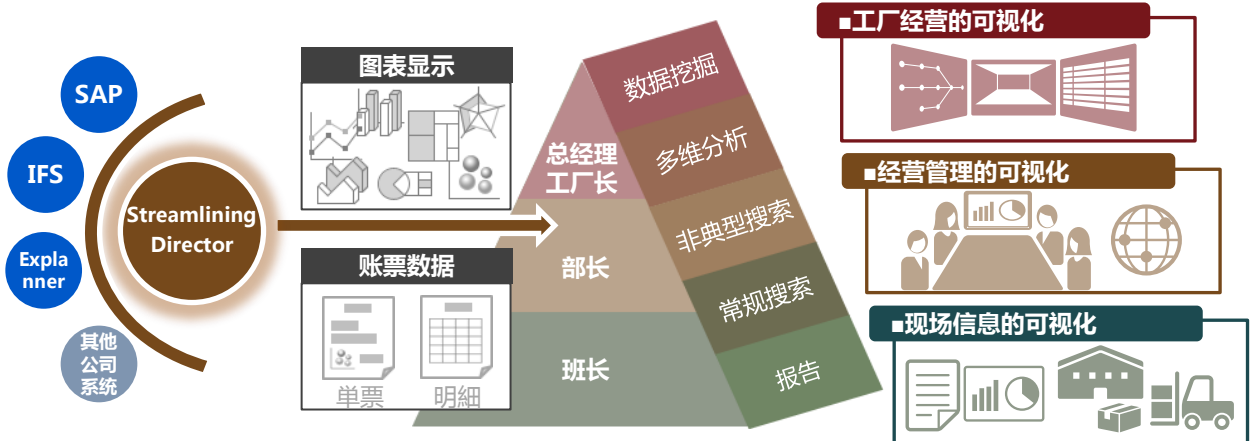 SAP
IFS
Expla
nner
其他
公司
系统
Streamlining
Director
图表显示
账票数据
单票
明細
总经理
工厂长
部长
班长
数据挖掘
多维分析
非典型搜索
常规搜索
报告
■工厂经营的可视化
■经营管理的可视化
■现场信息的可视化